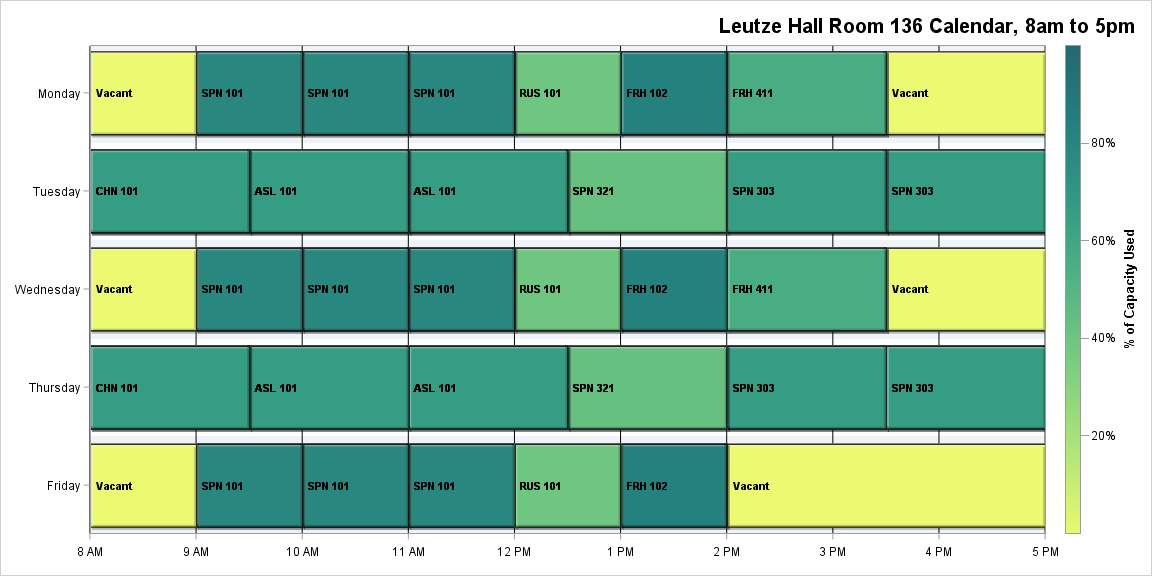 Leutze Hall Room 136 Calendar, 8am to 5pm
Monday
Vacant
SPN 101
SPN 101
SPN 101
RUS 101
FRH 102
FRH 411
Vacant
Tuesday
CHN 101
ASL 101
ASL 101
SPN 321
SPN 303
SPN 303
Wednesday
Vacant
SPN 101
SPN 101
SPN 101
RUS 101
FRH 102
FRH 411
Vacant
Thursday
CHN 101
ASL 101
ASL 101
SPN 321
SPN 303
SPN 303
Friday
Vacant
SPN 101
SPN 101
SPN 101
RUS 101
FRH 102
Vacant
8 AM
9 AM
10 AM
11 AM
12 PM
1 PM
2 PM
3 PM
4 PM
5 PM
80%
60%
40%
20%
% of Capacity Used